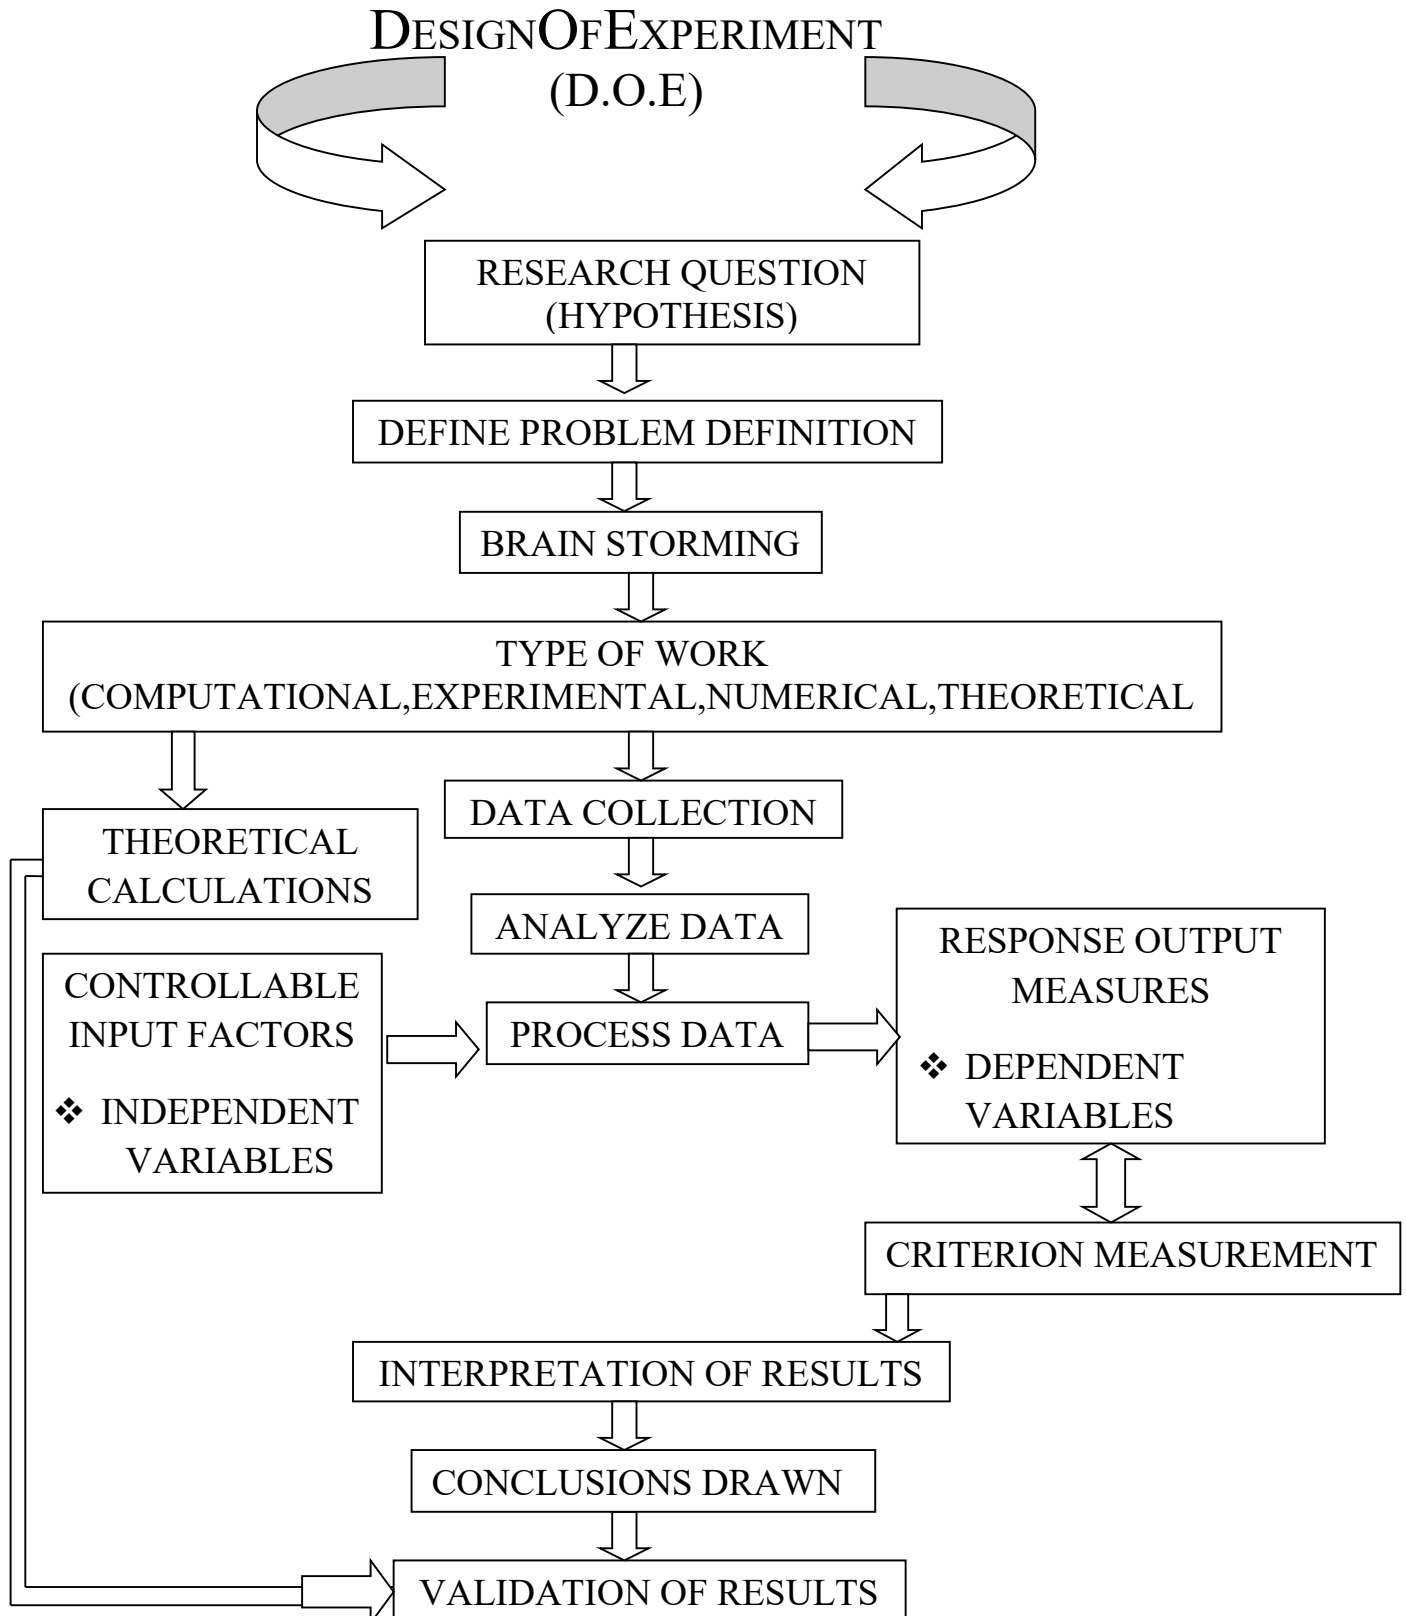 DESIGNOFEXPERIMENT
(D.O.E)
RESEARCH QUESTION
(HYPOTHESIS)
DEFINE PROBLEM DEFINITION
BRAIN STORMING
TYPE OF WORK
(COMPUTATIONAL,EXPERIMENTAL,NUMERICAL,THEORETICAL
THEORETICAL
CALCULATIONS
DATA COLLECTION
ANALYZE DATA
CONTROLLABLE
INPUT FACTORS
❖ INDEPENDENT
VARIABLES
PROCESS DATA
RESPONSE OUTPUT
MEASURES
❖ DEPENDENT
VARIABLES
CRITERION MEASUREMENT
INTERPRETATION OF RESULTS
CONCLUSIONS DRAWN
VALIDATION OF RESULTS